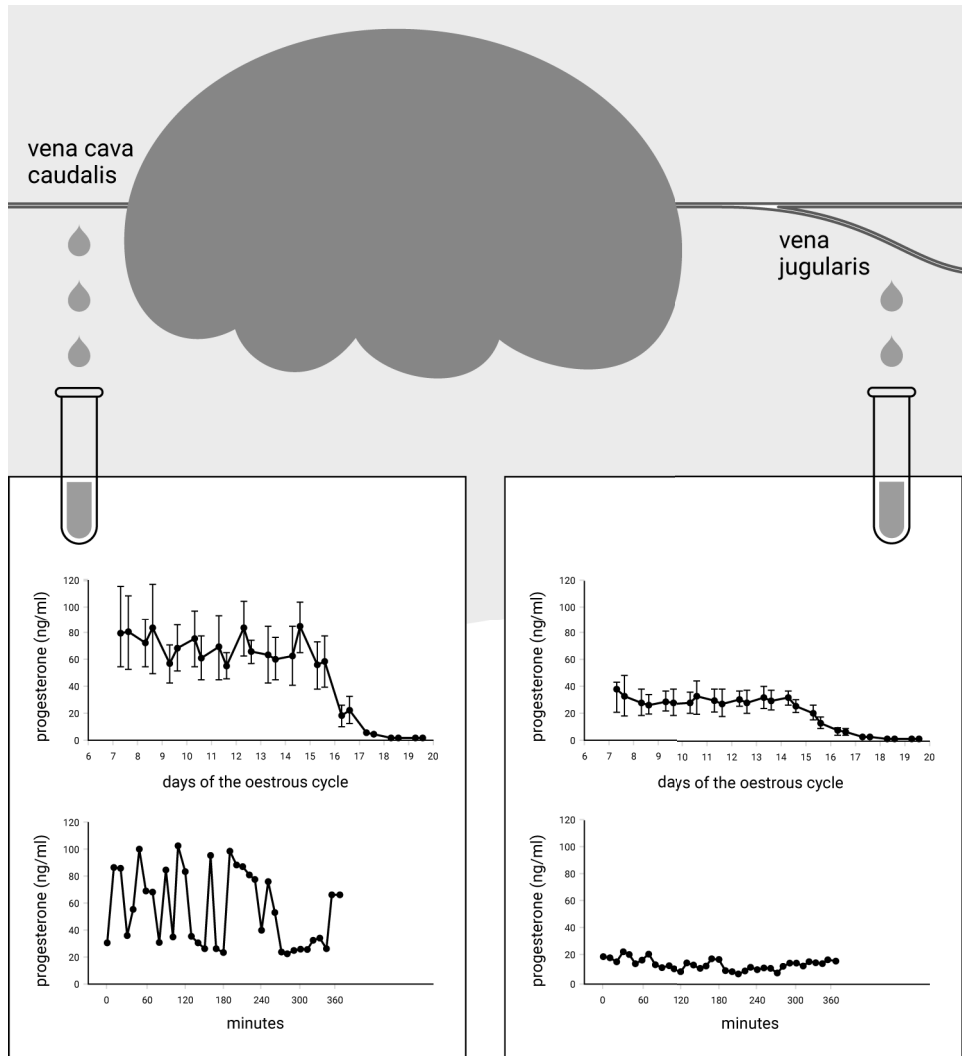 vena cava
caudalis
vena
jugularis
progesterone (ng/ml)
120
100
80
60
40
20
0
6 7 8 9 10 11 12 13 14 15 16 17 18 19 20
days of the oestrous cycle
progesterone (ng/ml)
120
100
80
60
40
20
0
6 7 8 9 10 11 12 13 14 15 16 17 18 19 20
days of the oestrous cycle
progesterone (ng/ml)
120
100
80
60
40
20
0
0 60 120 180 240 300 360
minutes
progesterone (ng/ml)
120
100
80
60
40
20
0
0 60 120 180 240 300 360
minutes